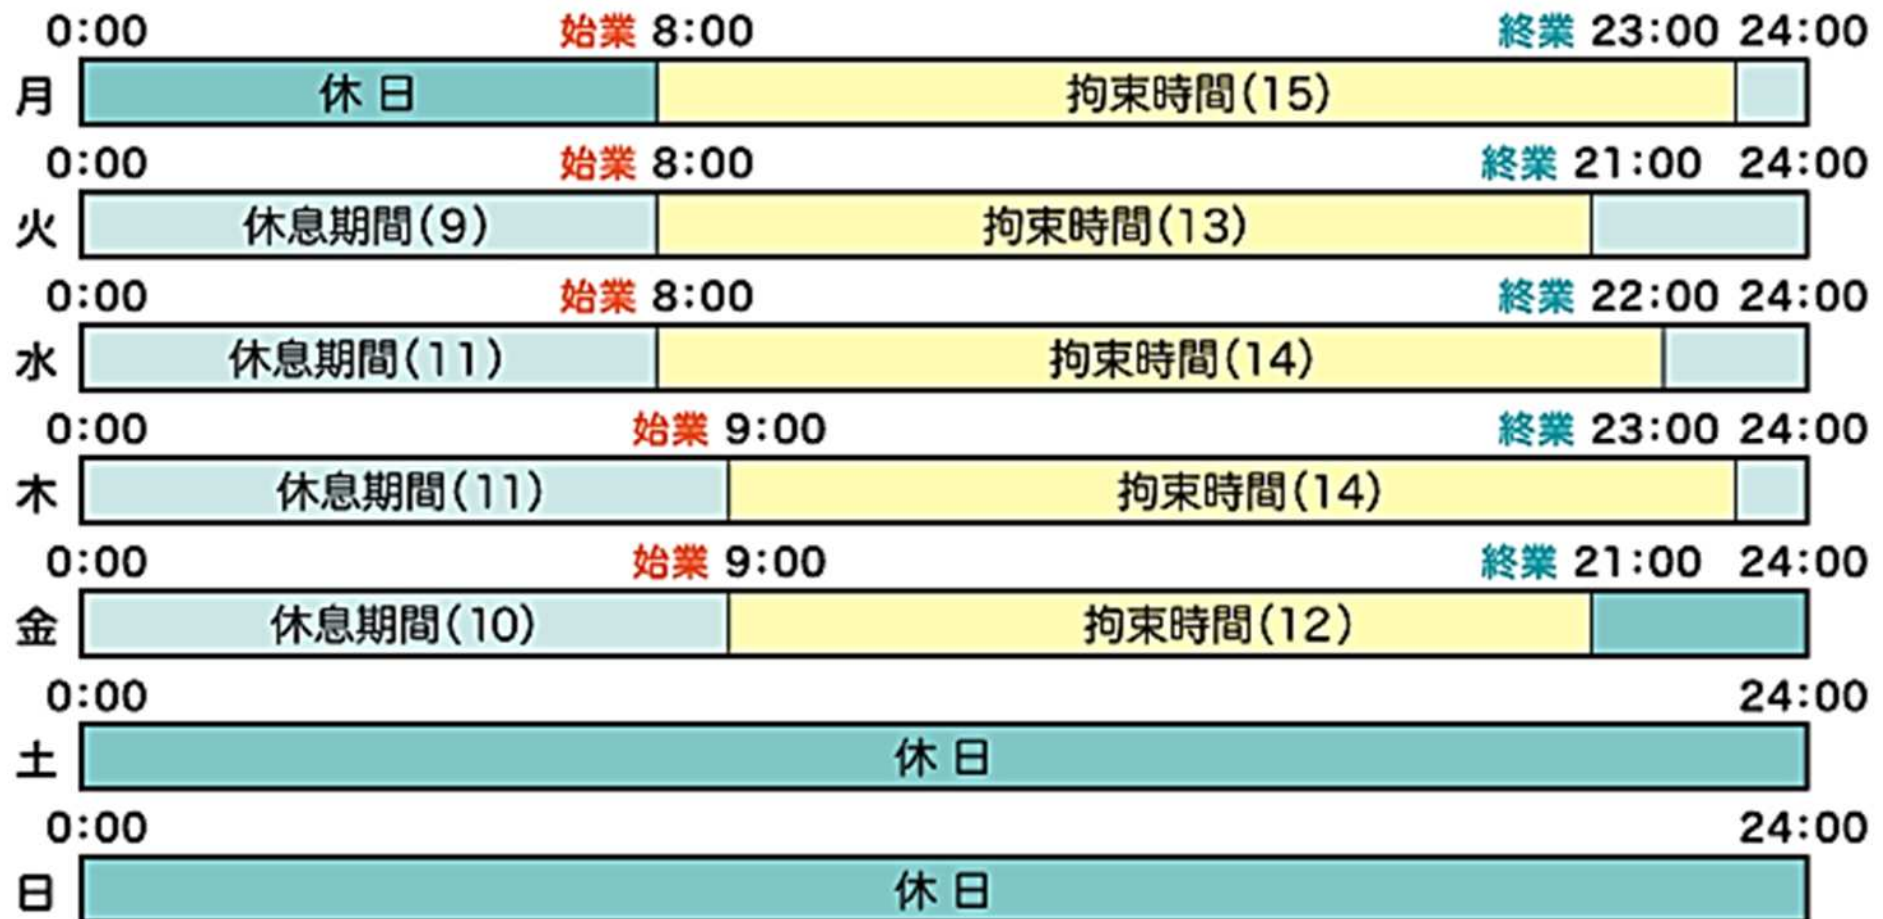 0:00 始業 8:00 終業 23:00 24:00
月 休日 拘束時間(15)
0:00 始業 8:00 終業 21:00 24:00
火 休息期間(9) 拘束時間(13)
0:00 始業 8:00 終業 22:00 24:00
水 休息期間(11) 拘束時間(14)
0:00 始業 9:00 終業 23:00 24:00
木 休息期間(11) 拘束時間(14)
0:00 始業 9:00 終業 21:00 24:00
金 休息期間(10) 拘束時間(12)
0:00 24:00
土 休日
0:00 24:00
日 休日